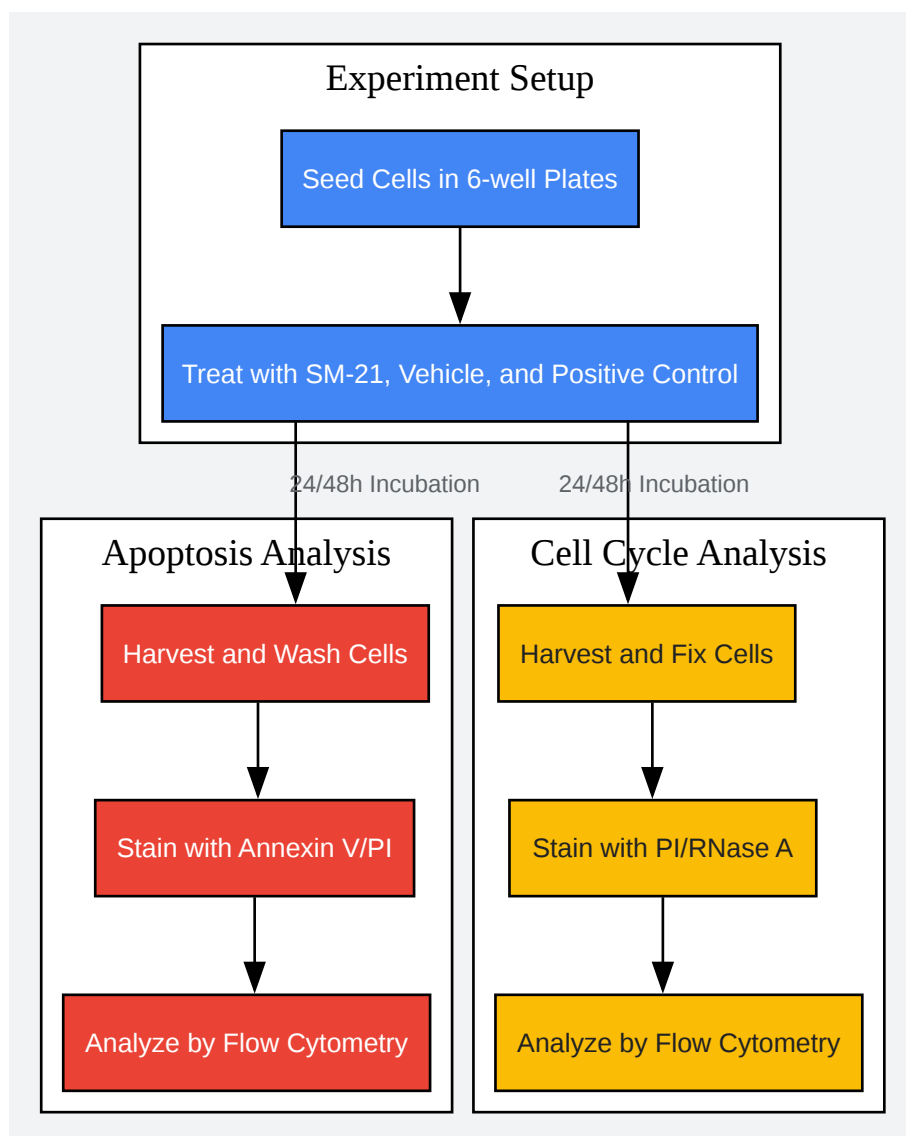 Experiment Setup
Seed Cells in 6-well Plates
Treat with SM-21, Vehicle, and Positive Control
24/48h Incubation
24/48h Incubation
Apoptosis Analysis
Harvest and Wash Cells
Stain with Annexin V/PI
Analyze by Flow Cytometry
Cell Cycle Analysis
Harvest and Fix Cells
Stain with PI/RNase A
Analyze by Flow Cytometry